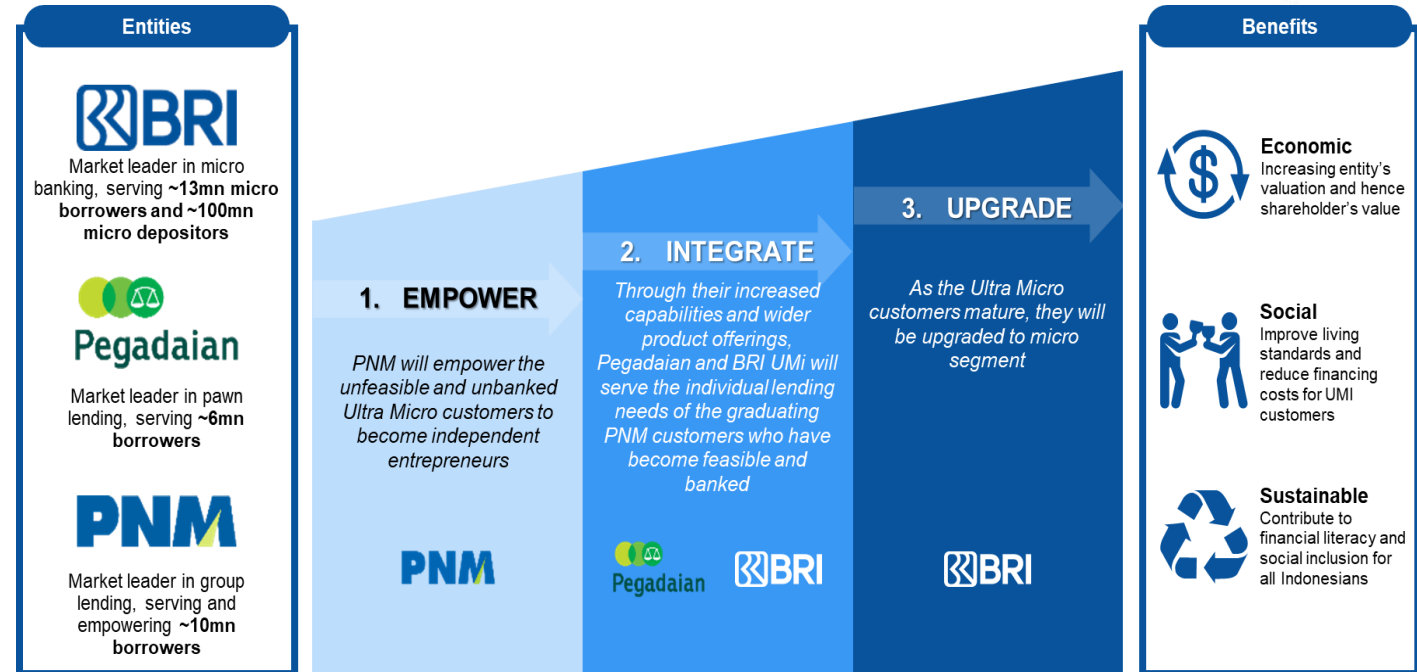 Entities
BRI
Market leader in micro
banking, serving ~13mn micro
borrowers and ~100mn
micro depositors
Pegadaian
Market leader in pawn
lending, serving ~6mn
borrowers
PNM
Market leader in group
lending, serving and
empowering ~10mn
borrowers
1. EMPOWER
PNM will empower the
unfeasible and unbanked
Ultra Micro customers to
become independent
entrepreneurs
PNM
2. INTEGRATE
Through their increased
capabilities and wider
product offerings,
Pegadaian and BRI UMi will
serve the individual lending
needs of the graduating
PNM customers who have
become feasible and
banked
Pegadaian
BRI
3. UPGRADE
As the Ultra Micro
customers mature, they will
be upgraded to micro
segment
BRI
Benefits
$
Economic
Increasing entity's
valuation and hence
shareholder's value
Social
Improve living
standards and
reduce financing
costs for UMI
customers
Sustainable
Contribute to
financial literacy and
social inclusion for
all Indonesians